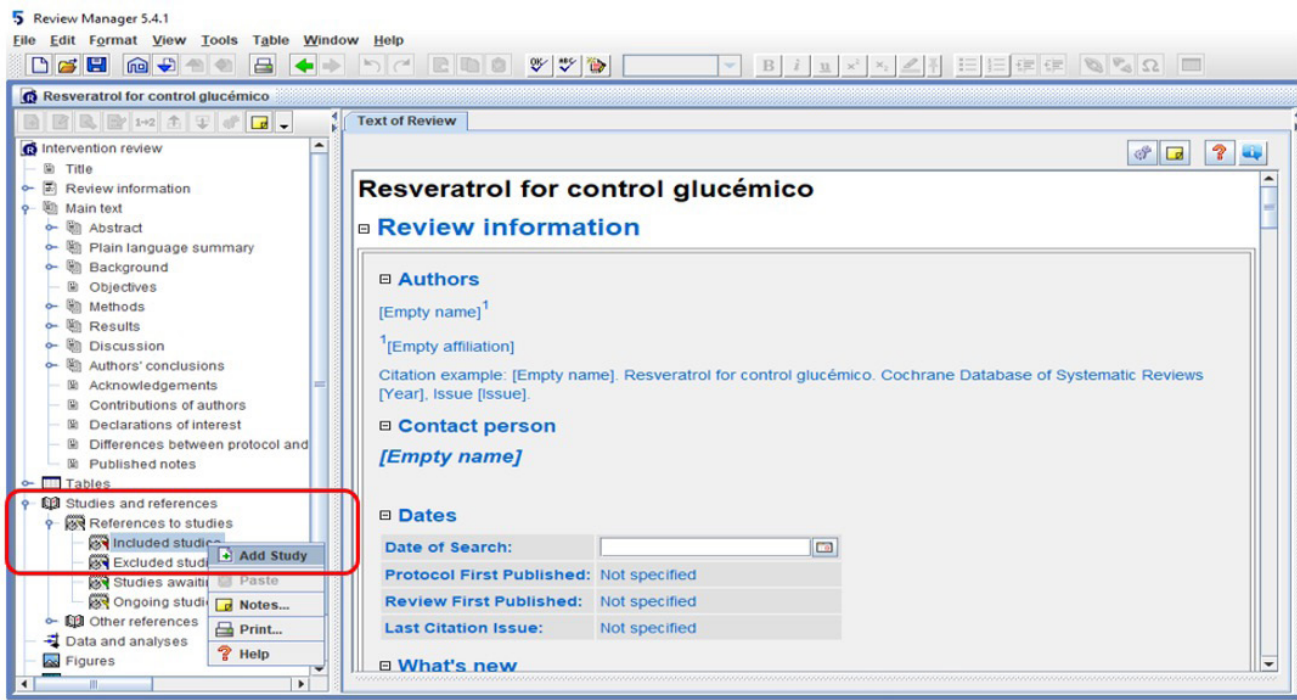 Review Manager 5.4.1
File Edit Format View Tools Table Window Help
Resveratrol for control glucémico
Intervention review
Title
Review information
Main text
Abstract
Plain language summary
Background
Objectives
Methods
Results
Discussion
Authors' conclusions
Acknowledgements
Contributions of authors
Declarations of interest
Differences between protocol and
Published notes
Tables
Studies and references
References to studies
Included studies
Excluded studi
Studies awaitin
Ongoing studi
Other references
Data and analyses
Figures
Add Study
Paste
Notes...
Print...
Help
Text of Review
Resveratrol for control glucémico
Review information
Authors
[Empty name]1
1[Empty affiliation]
Citation example: [Empty name]. Resveratrol for control glucémico. Cochrane Database of Systematic Reviews
[Year], Issue [Issue].
Contact person
[Empty name]
Dates
Date of Search:
Protocol First Published: Not specified
Review First Published: Not specified
Last Citation Issue: Not specified
What's new